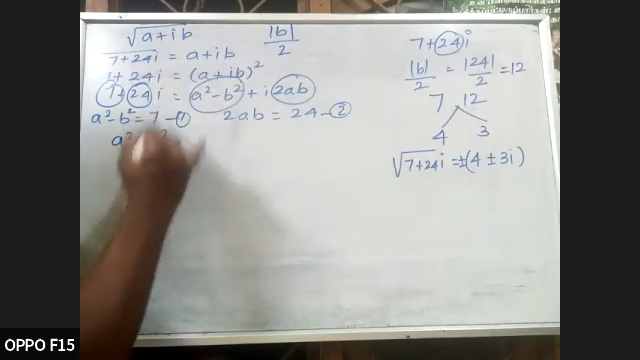 √a+ib |b|/2
√7+24i = a+ib
7+24i = (a+ib)²
7+24i = a²-b² + i 2ab
a²-b² = 7 -① 2ab = 24 -②
7+24i
|b|/2 = |24|/2 = 12
7 12
4 3
√7+24i = ±(4±3i)
OPPO F15